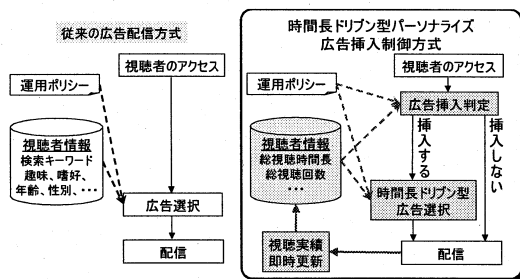 従来の広告配信方式
視聴者のアクセス
運用ポリシー
視聴者情報
検索キーワード
趣味、嗜好、
年齢、性別、・・・
広告選択
配信
時間長ドリブン型パーソナライズ
広告挿入制御方式
視聴者のアクセス
運用ポリシー
広告挿入判定
視聴者情報
総視聴時間長
総視聴回数
・・・
挿入する
挿入しない
時間長ドリブン型
広告選択
視聴実績
即時更新
配信